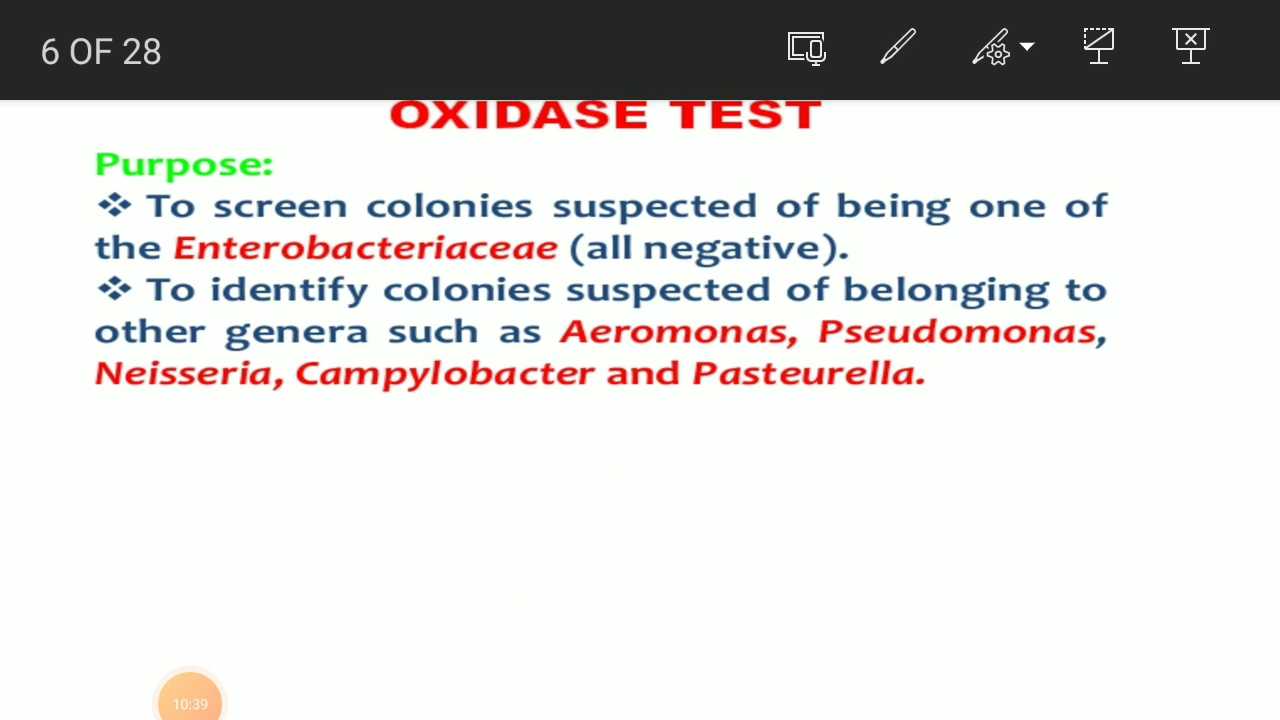 6 OF 28
OXIDASE TEST
Purpose:
❖ To screen colonies suspected of being one of
the Enterobacteriaceae (all negative).
❖ To identify colonies suspected of belonging to
other genera such as Aeromonas, Pseudomonas,
Neisseria, Campylobacter and Pasteurella.
10:39